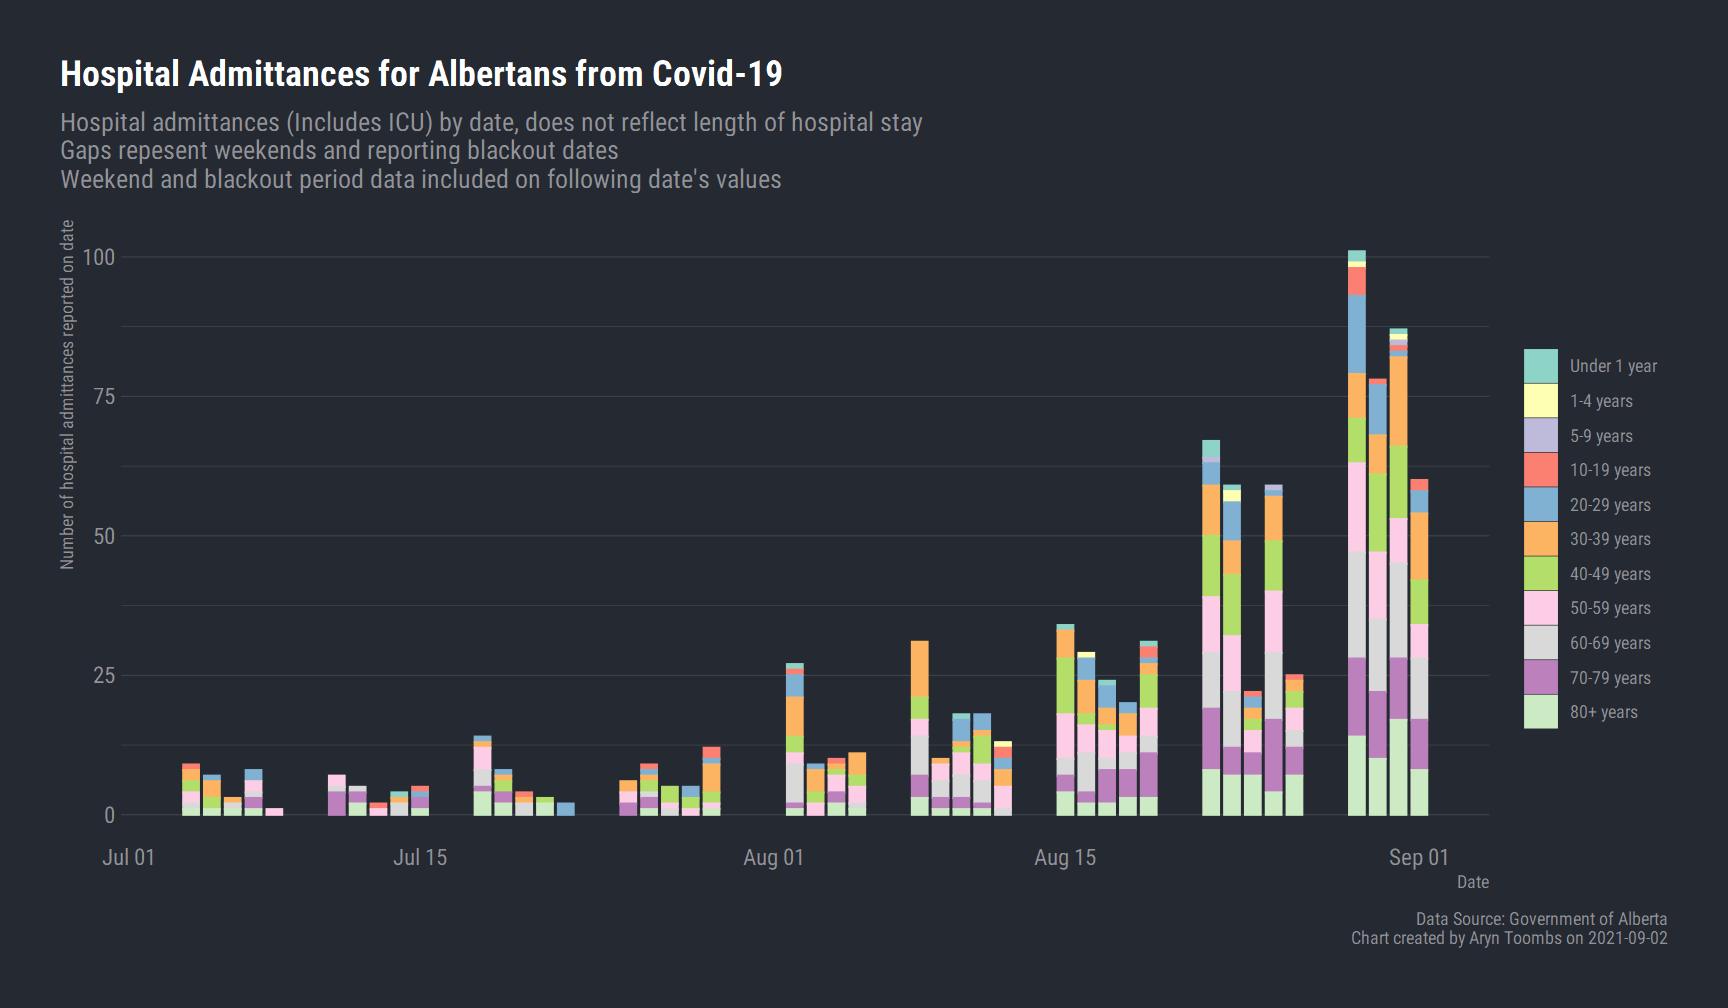 Hospital Admittances for Albertans from Covid-19
Hospital admittances (Includes ICU) by date, does not reflect length of hospital stay
Gaps repesent weekends and reporting blackout dates
Weekend and blackout period data included on following date's values
Number of hospital admittances reported on date
100
75
50
25
0
Jul 01
Jul 15
Aug 01
Aug 15
Sep 01
Date
Under 1 year
1-4 years
5-9 years
10-19 years
20-29 years
30-39 years
40-49 years
50-59 years
60-69 years
70-79 years
80+ years
Data Source: Government of Alberta
Chart created by Aryn Toombs on 2021-09-02